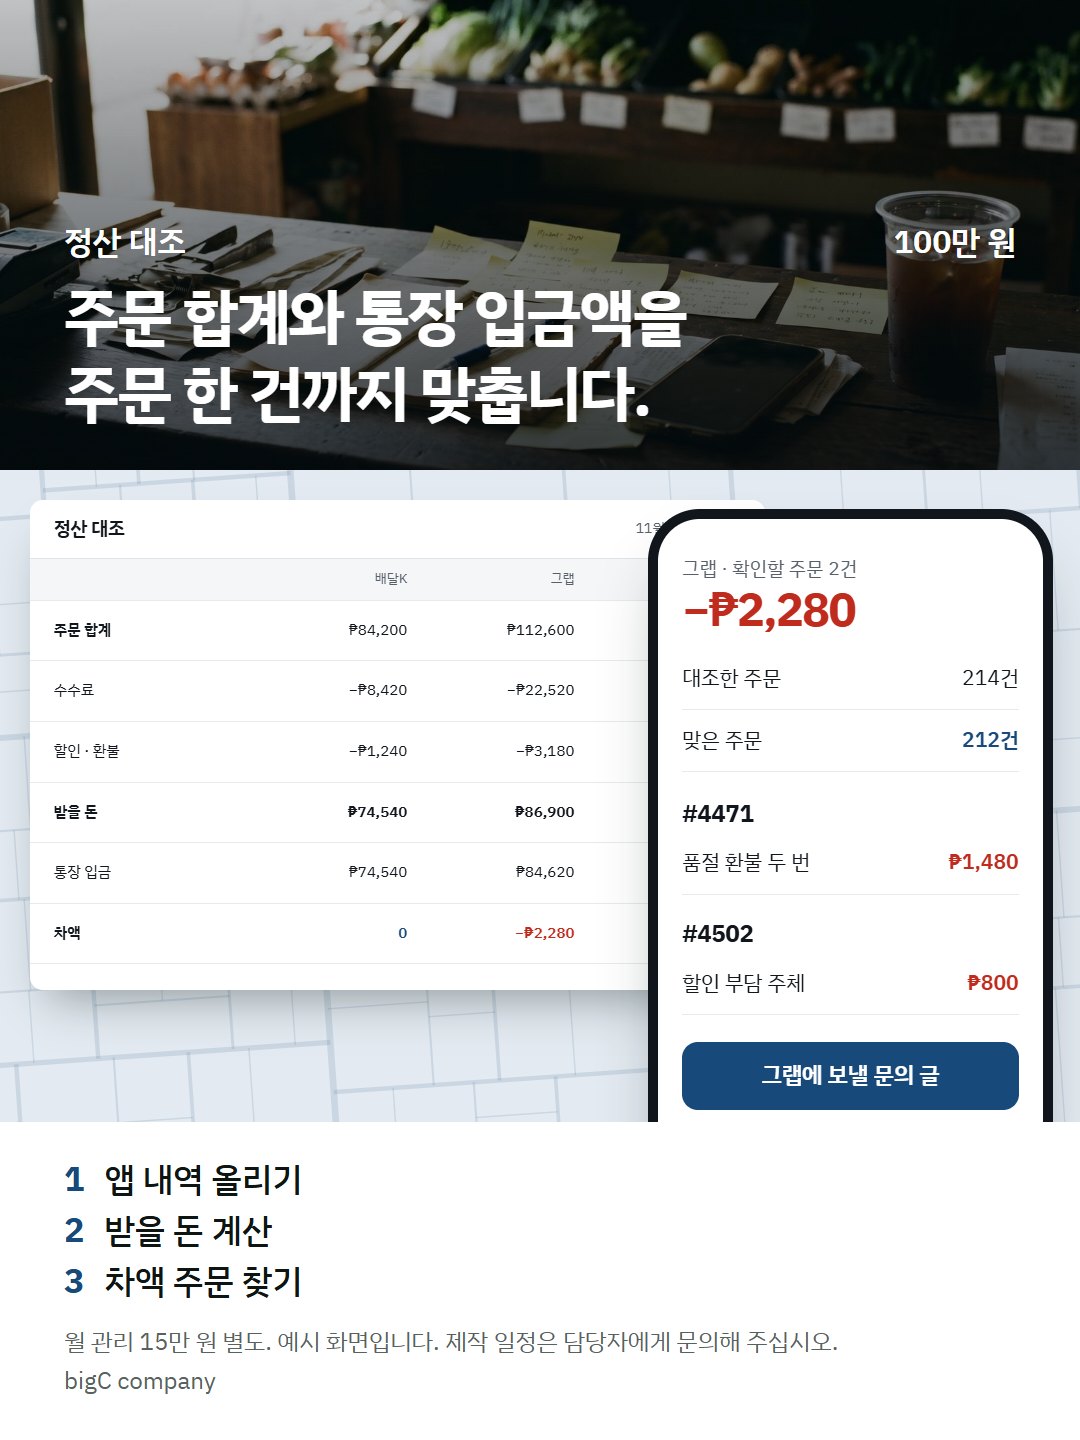 정산 대조
100만 원
주문 합계와 통장 입금액을
주문 한 건까지 맞춥니다.
정산 대조
11월
배달K 그랩
주문 합계 ₱84,200 ₱112,600
수수료 −₱8,420 −₱22,520
할인 · 환불 −₱1,240 −₱3,180
받을 돈 ₱74,540 ₱86,900
통장 입금 ₱74,540 ₱84,620
차액 0 −₱2,280
그랩 · 확인할 주문 2건
−₱2,280
대조한 주문 214건
맞은 주문 212건
#4471
품절 환불 두 번 ₱1,480
#4502
할인 부담 주체 ₱800
그랩에 보낼 문의 글
1 앱 내역 올리기
2 받을 돈 계산
3 차액 주문 찾기
월 관리 15만 원 별도. 예시 화면입니다. 제작 일정은 담당자에게 문의해 주십시오.
bigC company